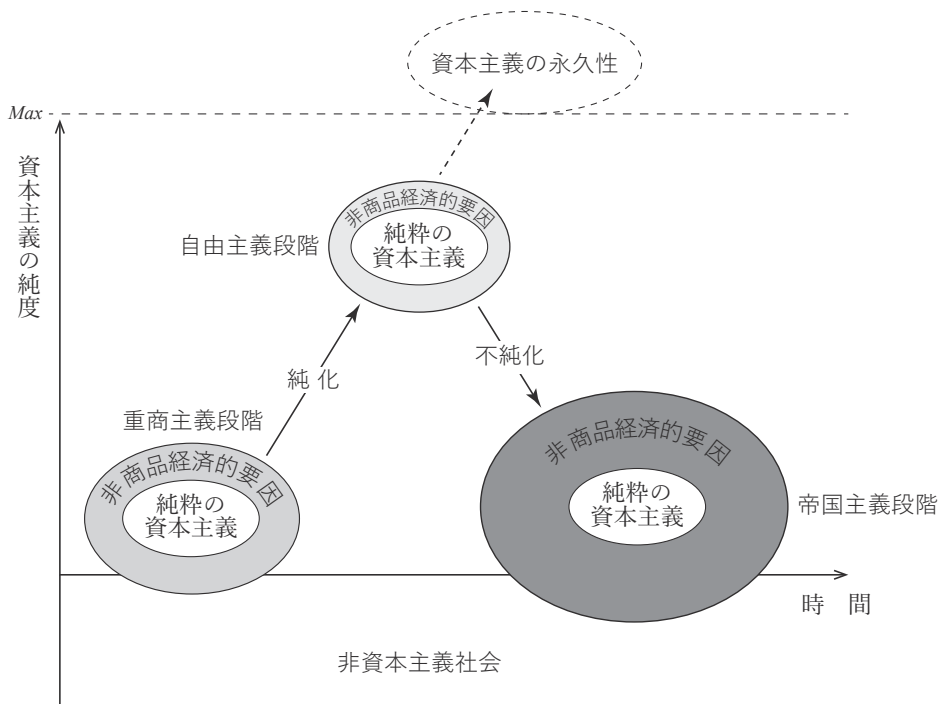 資本主義の永久性
Max
資本主義の純度
非商品経済的要因
純粋の
資本主義
自由主義段階
不純化
純 化
重商主義段階
非商品経済的要因
純粋の
資本主義
非商品経済的要因
純粋の
資本主義
帝国主義段階
時　間
非資本主義社会